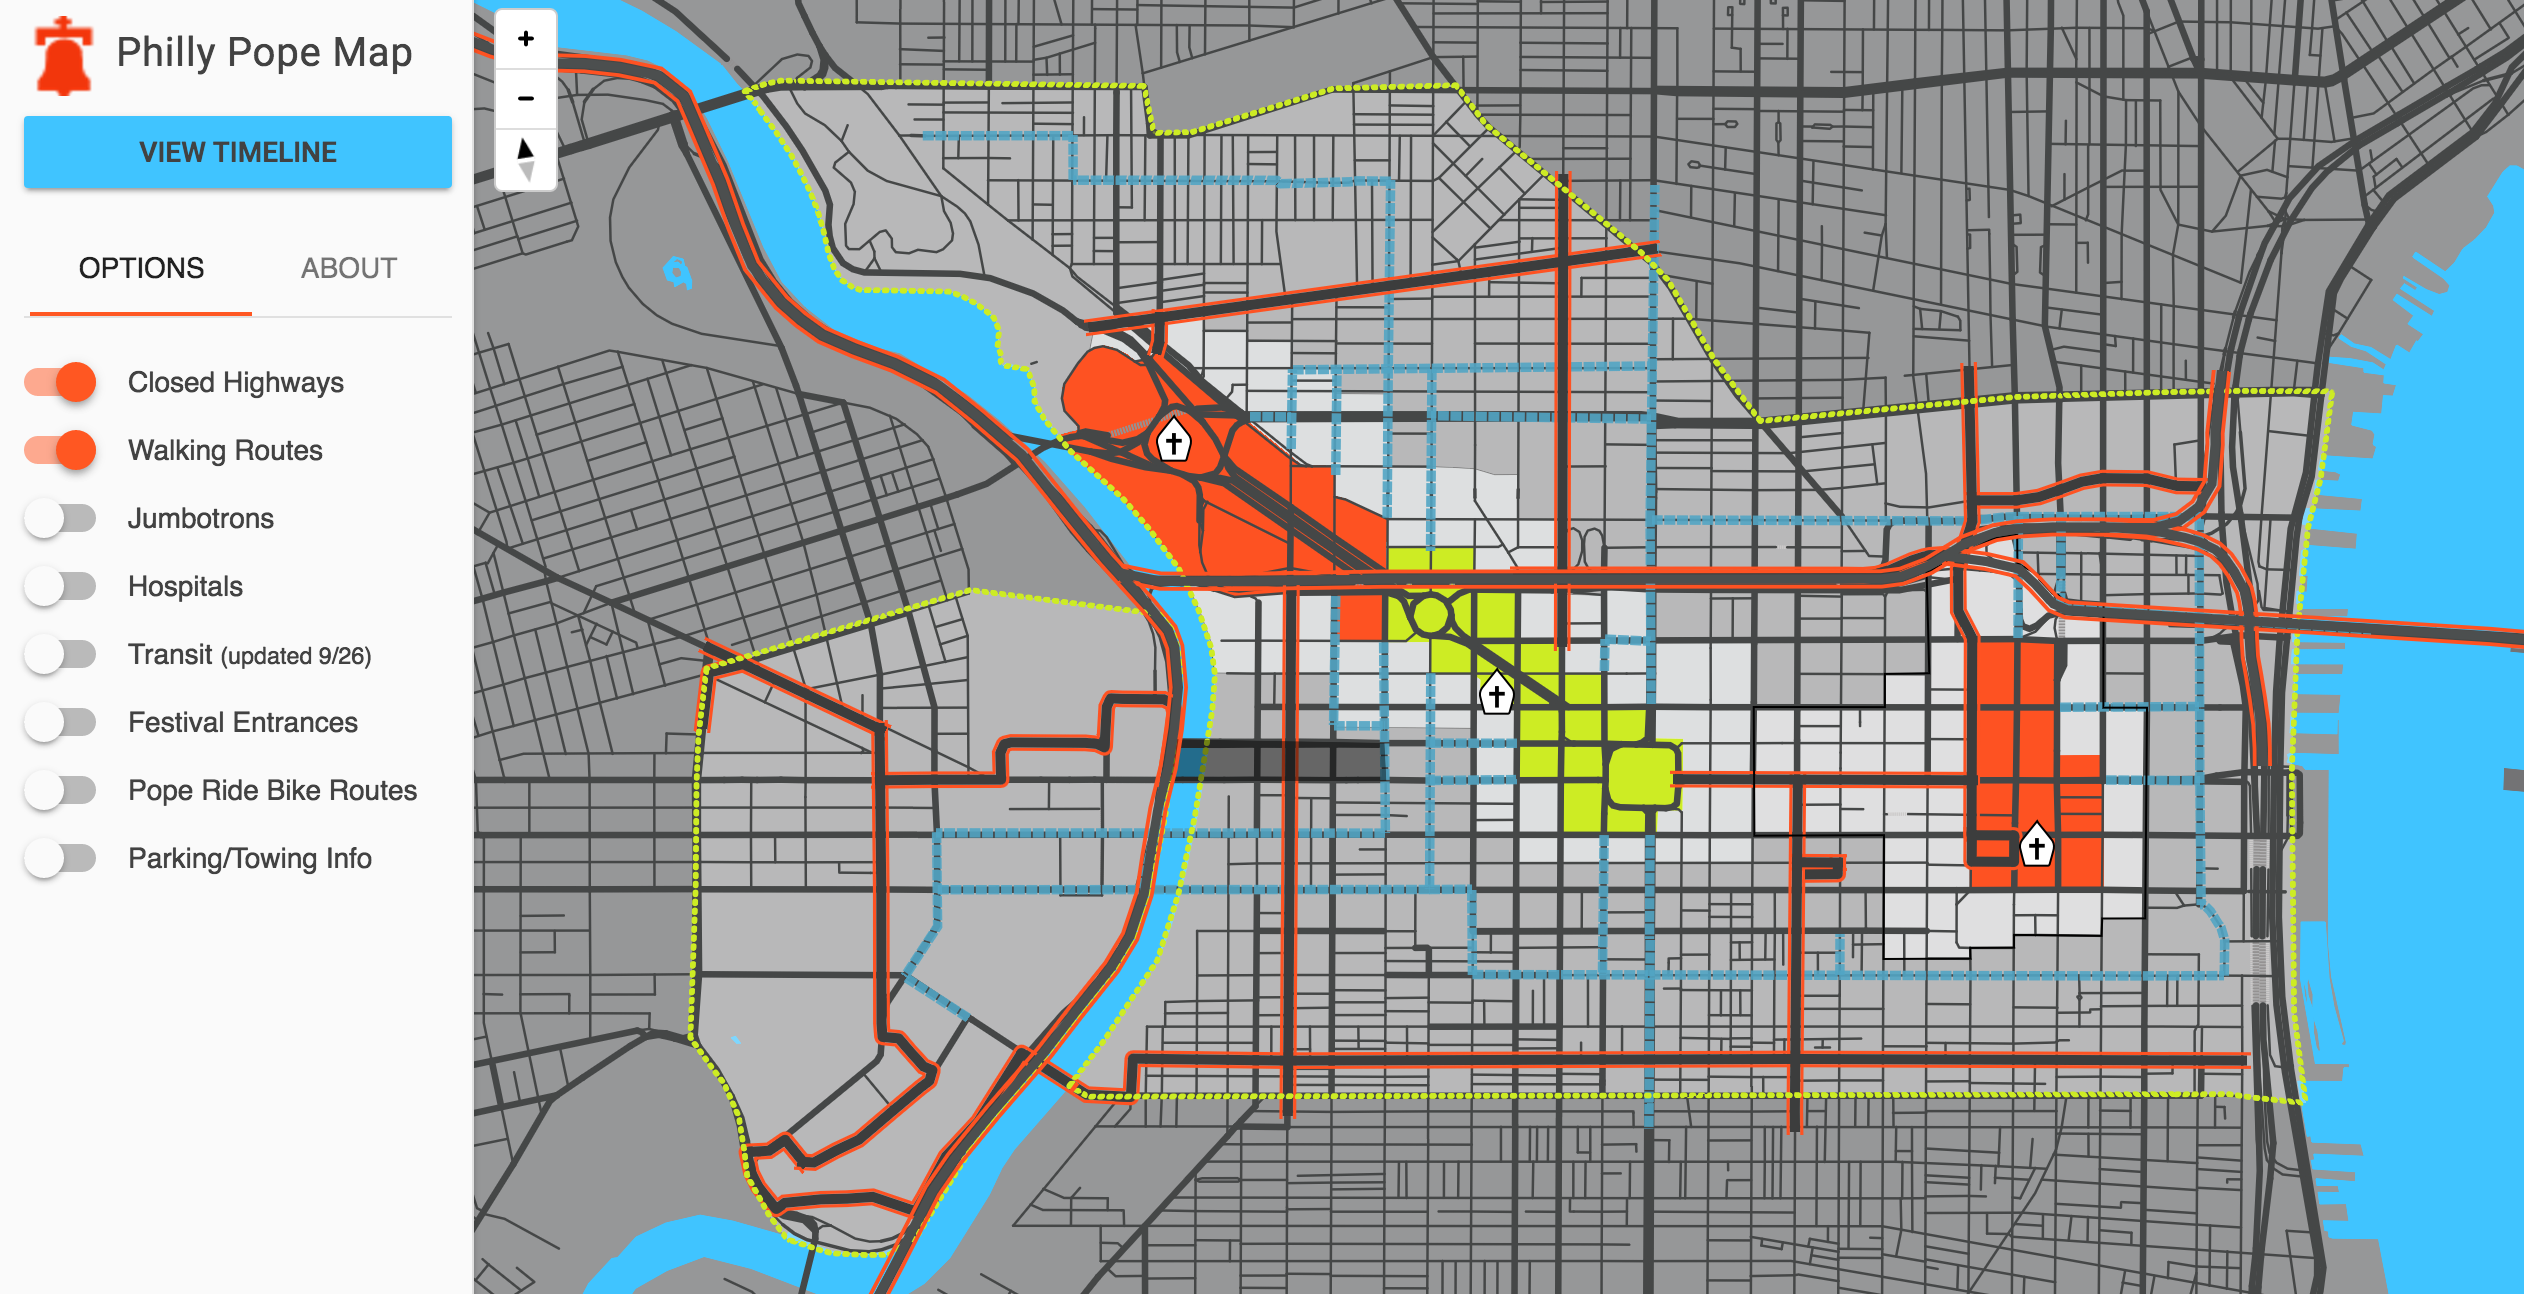 Philly Pope Map
VIEW TIMELINE
OPTIONS
ABOUT
Closed Highways
Walking Routes
Jumbotrons
Hospitals
Transit (updated 9/26)
Festival Entrances
Pope Ride Bike Routes
Parking/Towing Info
+
-